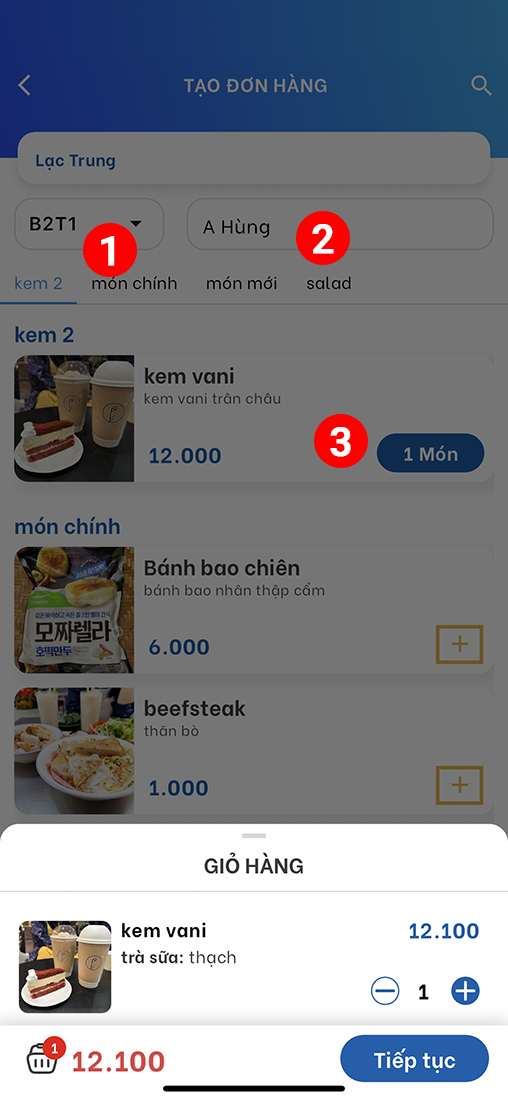 TẠO ĐƠN HÀNG
Lạc Trung
B2T1
A Hùng
1
2
kem 2 món chính món mới salad
kem 2
kem vani
kem vani trân châu
12.000
3
1 Món
món chính
Bánh bao chiên
bánh bao nhân thập cẩm
모짜렐라
호떡만두
6.000
beefsteak
thăn bò
1.000
GIỎ HÀNG
kem vani
12.100
trà sữa: thạch
1
1
12.100
Tiếp tục